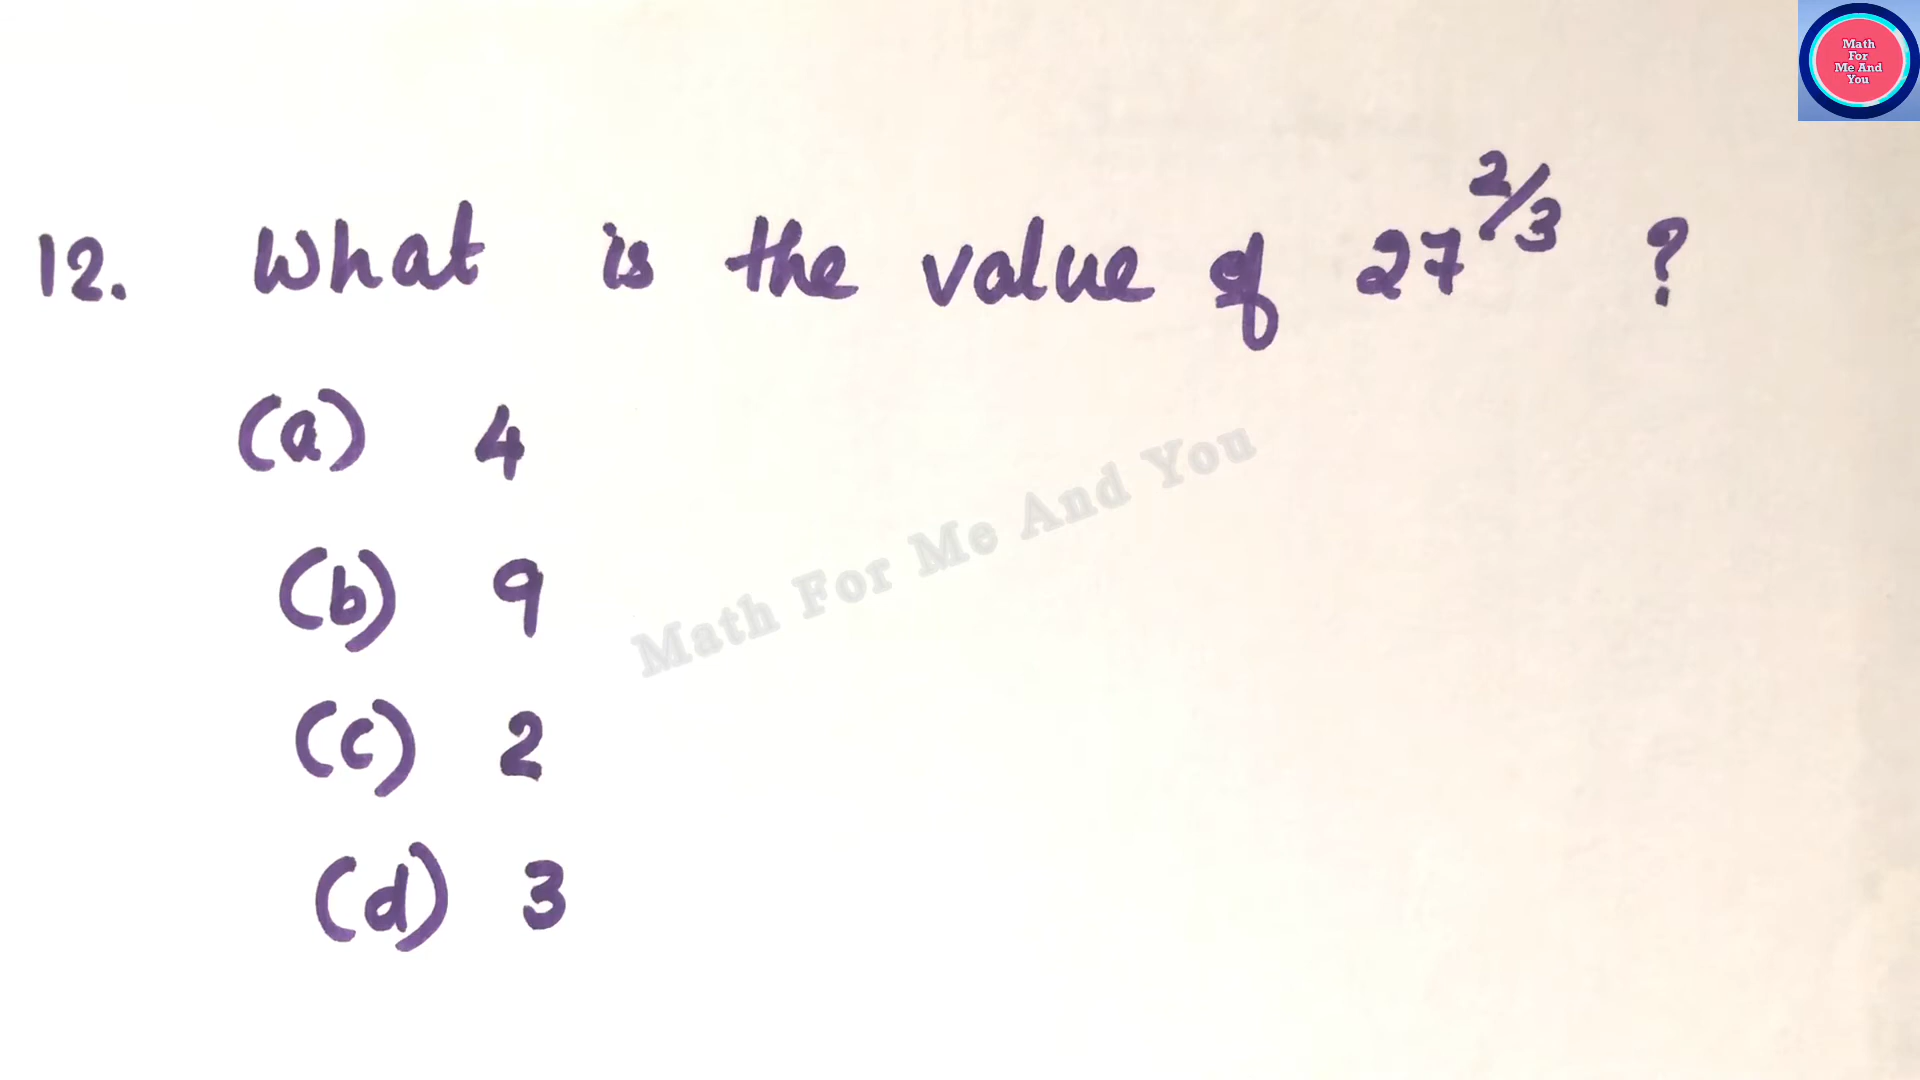 Math
For
Me And
You
12. What is the value of 27^2/3 ?
(a) 4
(b) 9
(c) 2
(d) 3
Math For Me And You